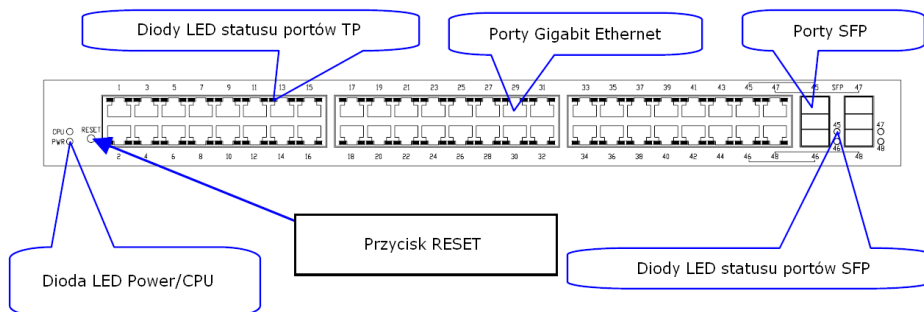 Diody LED statusu portów TP
Porty Gigabit Ethernet
Porty SFP
1 3 5 7 9 11 13 15 17 19 21 23 25 27 29 31 33 35 37 39 41 43 45 47 45 SFP 47
CPU
PWR
RESET
45
46
47
48
2 4 6 8 10 12 14 16 18 20 22 24 26 28 30 32 34 36 38 40 42 44 46 48 46 48
Przycisk RESET
Dioda LED Power/CPU
Diody LED statusu portów SFP